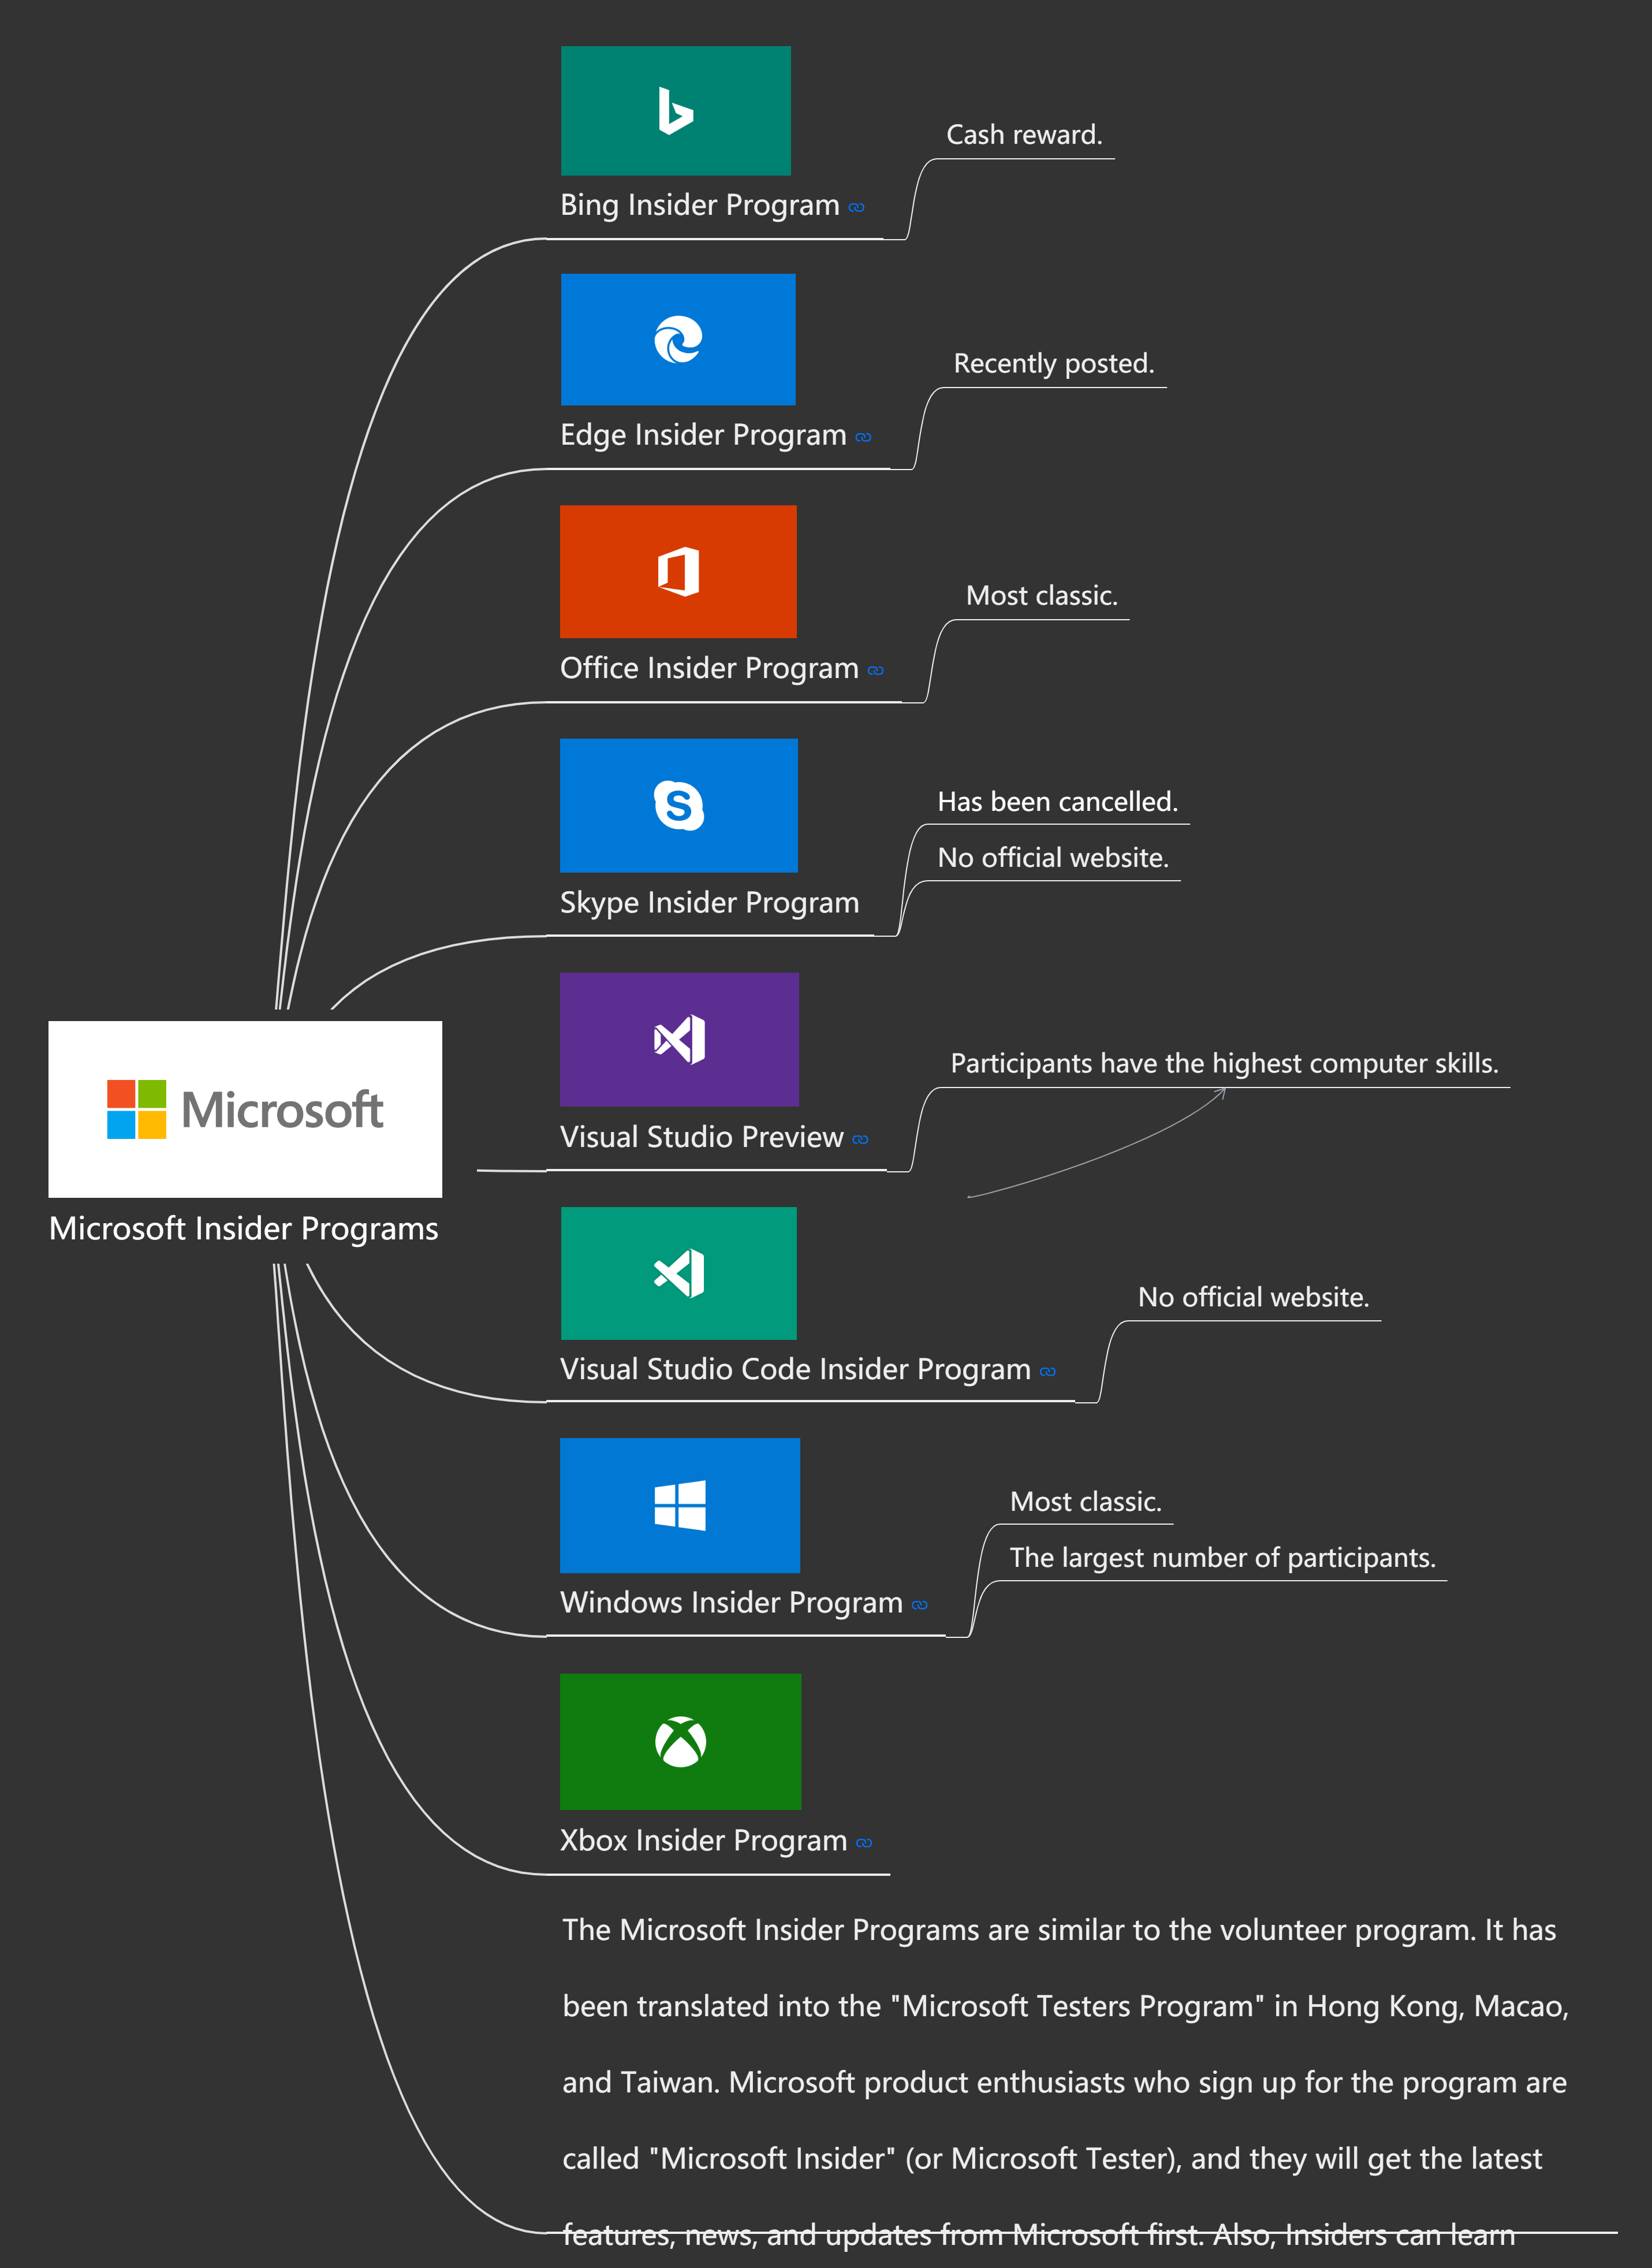 Cash reward.
Bing Insider Program
Recently posted.
Edge Insider Program
Most classic.
Office Insider Program
Has been cancelled.
No official website.
Skype Insider Program
Microsoft
Microsoft Insider Programs
Participants have the highest computer skills.
Visual Studio Preview
No official website.
Visual Studio Code Insider Program
Most classic.
The largest number of participants.
Windows Insider Program
Xbox Insider Program
The Microsoft Insider Programs are similar to the volunteer program. It has
been translated into the "Microsoft Testers Program" in Hong Kong, Macao,
and Taiwan. Microsoft product enthusiasts who sign up for the program are
called "Microsoft Insider" (or Microsoft Tester), and they will get the latest
features, news, and updates from Microsoft first. Also, Insiders can learn